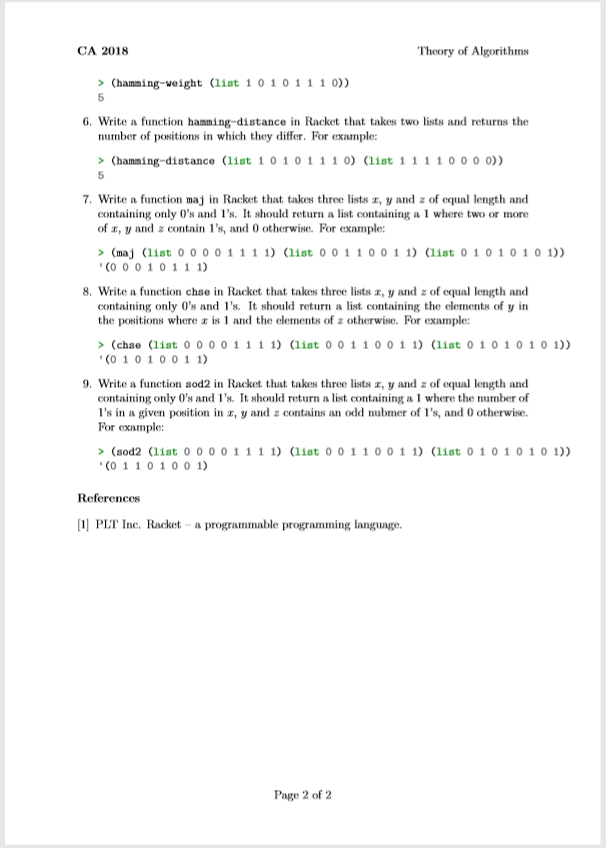 CA 2018
Theory of Algorithms
> (hamming-weight (list 1 0 1 0 1 1 1 0))
5
6. Write a function hamming-distance in Racket that takes two lists and returns the
number of positions in which they differ. For example:
> (hamming-distance (list 1 0 1 0 1 1 1 0) (list 1 1 1 1 0 0 0 0))
5
7. Write a function maj in Racket that takes three lists x, y and z of equal length and
containing only 0's and 1's. It should return a list containing a 1 where two or more
of x, y and z contain 1's, and 0 otherwise. For example:
> (maj (list 0 0 0 0 1 1 1 1) (list 0 0 1 1 0 0 1 1) (list 0 1 0 1 0 1 0 1))
'(0 0 0 1 0 1 1 1)
8. Write a function chse in Racket that takes three lists x, y and z of equal length and
containing only 0's and 1's. It should return a list containing the elements of y in
the positions where x is 1 and the elements of z otherwise. For example:
> (chse (list 0 0 0 0 1 1 1 1) (list 0 0 1 1 0 0 1 1) (list 0 1 0 1 0 1 0 1))
'(0 1 0 1 0 0 1 1)
9. Write a function sod2 in Racket that takes three lists x, y and z of equal length and
containing only 0's and 1's. It should return a list containing a 1 where the number of
1's in a given position in x, y and z contains an odd nubmer of 1's, and 0 otherwise.
For example:
> (sod2 (list 0 0 0 0 1 1 1 1) (list 0 0 1 1 0 0 1 1) (list 0 1 0 1 0 1 0 1))
'(0 1 1 0 1 0 0 1)
References
[1] PLT Inc. Racket – a programmable programming language.
Page 2 of 2